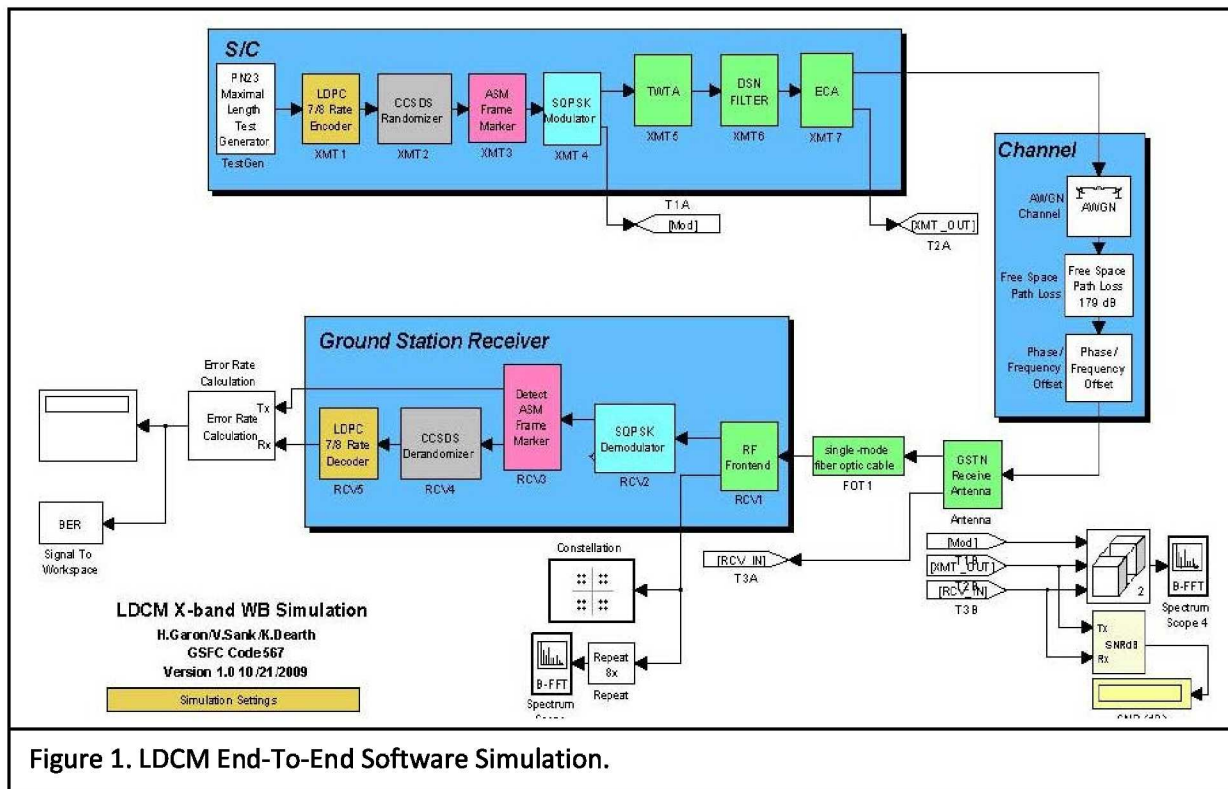 S/C
PN23
Maximal
Length
Test
Generator
TestGen
LDPC
7/8 Rate
Encoder
XMT1
CCSDS
Randomizer
XMT2
ASM
Frame
Marker
XMT3
SQPSK
Modulator
XMT4
TWTA
XMT5
DSN
FILTER
XMT6
ECA
XMT7
T1A
[Mod]
[XMT_OUT]
T2A
Channel
AWGN
Channel
AWGN
Free Space
Path Loss
Free Space
Path Loss
179 dB
Phase/
Frequency
Offset
Phase/
Frequency
Offset
Ground Station Receiver
Error Rate
Calculation
Tx
Error Rate
Calculation
Rx
LDPC
7/8 Rate
Decoder
RCV5
CCSDS
Derandomizer
RCV4
Detect
ASM
Frame
Marker
RCV3
SQPSK
Demodulator
RCV2
RF
Frontend
RCV1
single-mode
fiber optic cable
FOT1
GSTN
Receive
Antenna
Antenna
BER
Signal To
Workspace
Constellation
[RCV_IN]
T3A
[Mod]
T1B
[XMT_OUT]
T2B
[RCV_IN]
T3B
2
B-FFT
Spectrum
Scope 4
Tx
SNRdB
Rx
B-FFT
Spectrum
Repeat
8x
Repeat
LDCM X-band WB Simulation
H.Garon/V.Sank/K.Dearth
GSFC Code 567
Version 1.0 10/21/2009
Simulation Settings
Figure 1. LDCM End-To-End Software Simulation.